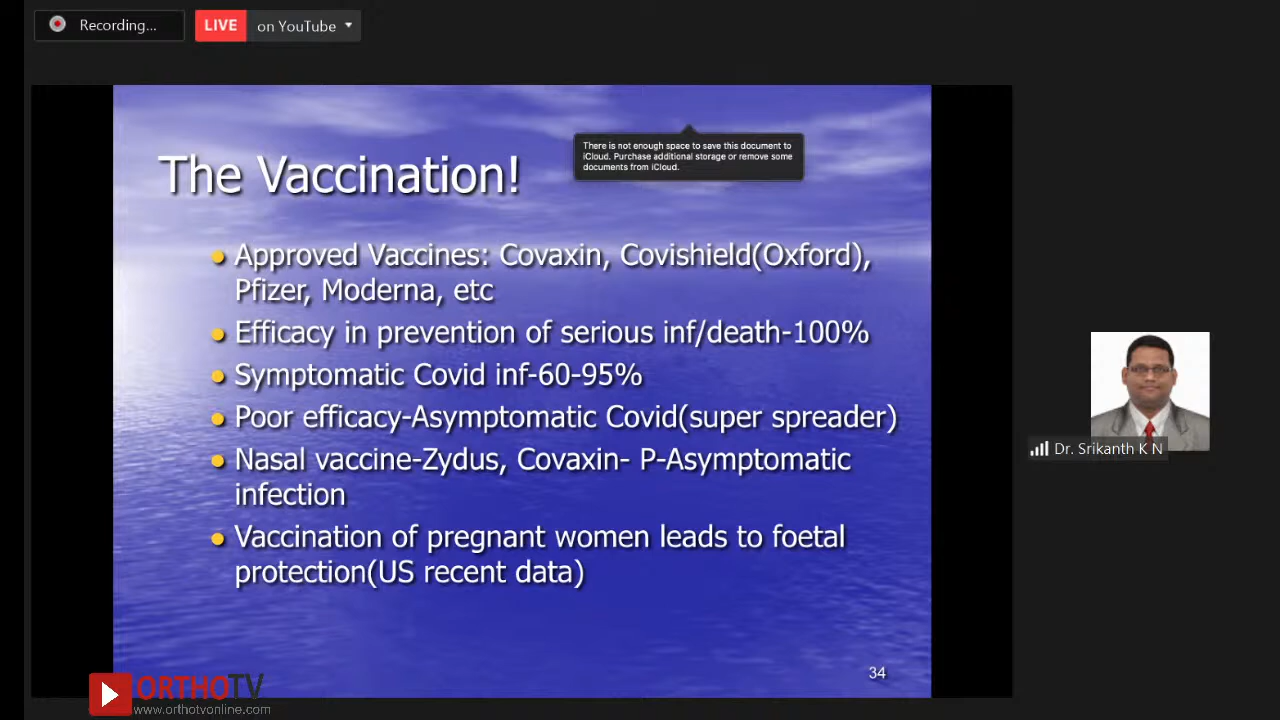 Recording...
LIVE on YouTube
There is not enough space to save this document to
iCloud. Purchase additional storage or remove some
documents from iCloud.
The Vaccination!
Approved Vaccines: Covaxin, Covishield(Oxford),
Pfizer, Moderna, etc
Efficacy in prevention of serious inf/death-100%
Symptomatic Covid inf-60-95%
Poor efficacy-Asymptomatic Covid(super spreader)
Nasal vaccine-Zydus, Covaxin- P-Asymptomatic
infection
Vaccination of pregnant women leads to foetal
protection(US recent data)
34
Dr. Srikanth K N
ORTHOTV
www.orthotvonline.com